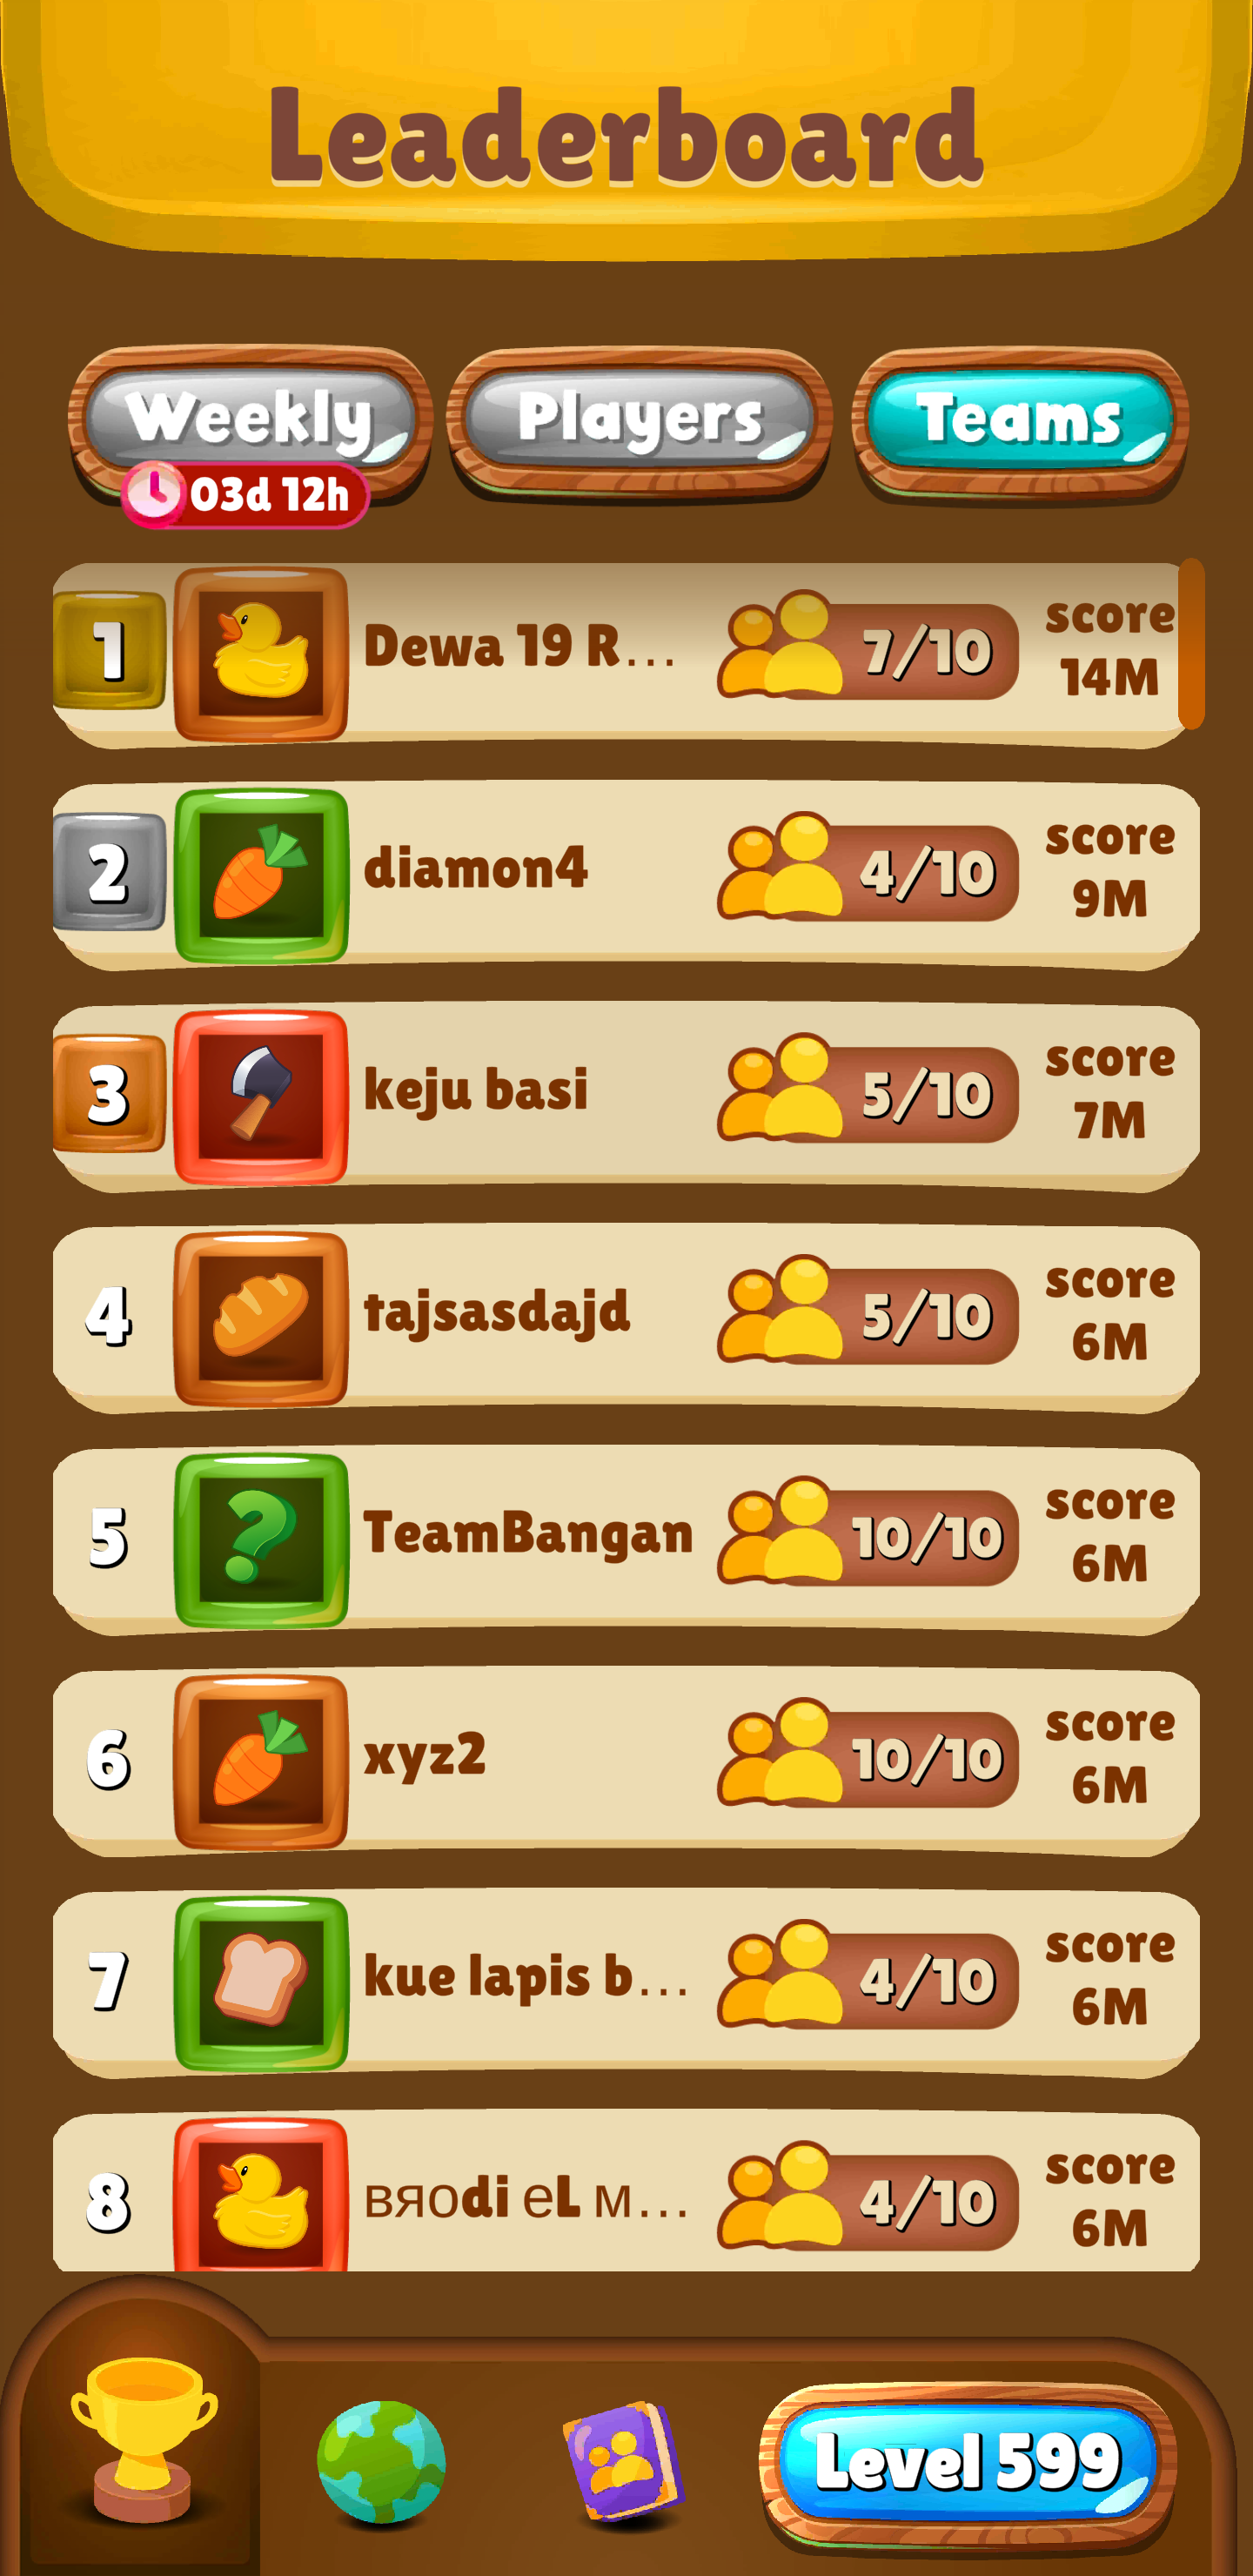 Leaderboard
Weekly
Players
Teams
03d 12h
1
Dewa 19 R...
7/10
score
14M
2
diamon4
4/10
score
9M
3
keju basi
5/10
score
7M
4
tajsasdajd
5/10
score
6M
5
TeamBangan
10/10
score
6M
6
xyz2
10/10
score
6M
7
kue lapis b...
4/10
score
6M
8
вяоdi eL м...
4/10
score
6M
Level 599